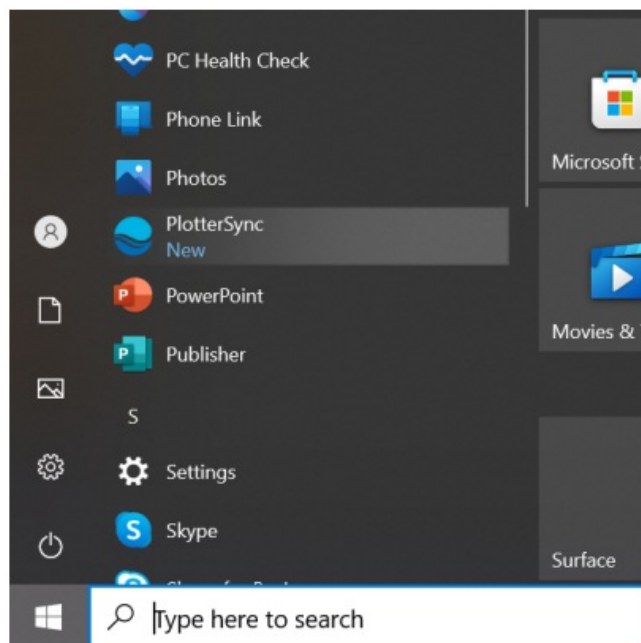 PC Health Check
Phone Link
Photos
PlotterSync
New
PowerPoint
Publisher
S
Settings
Skype
Type here to search
Microsoft
Movies &
Surface